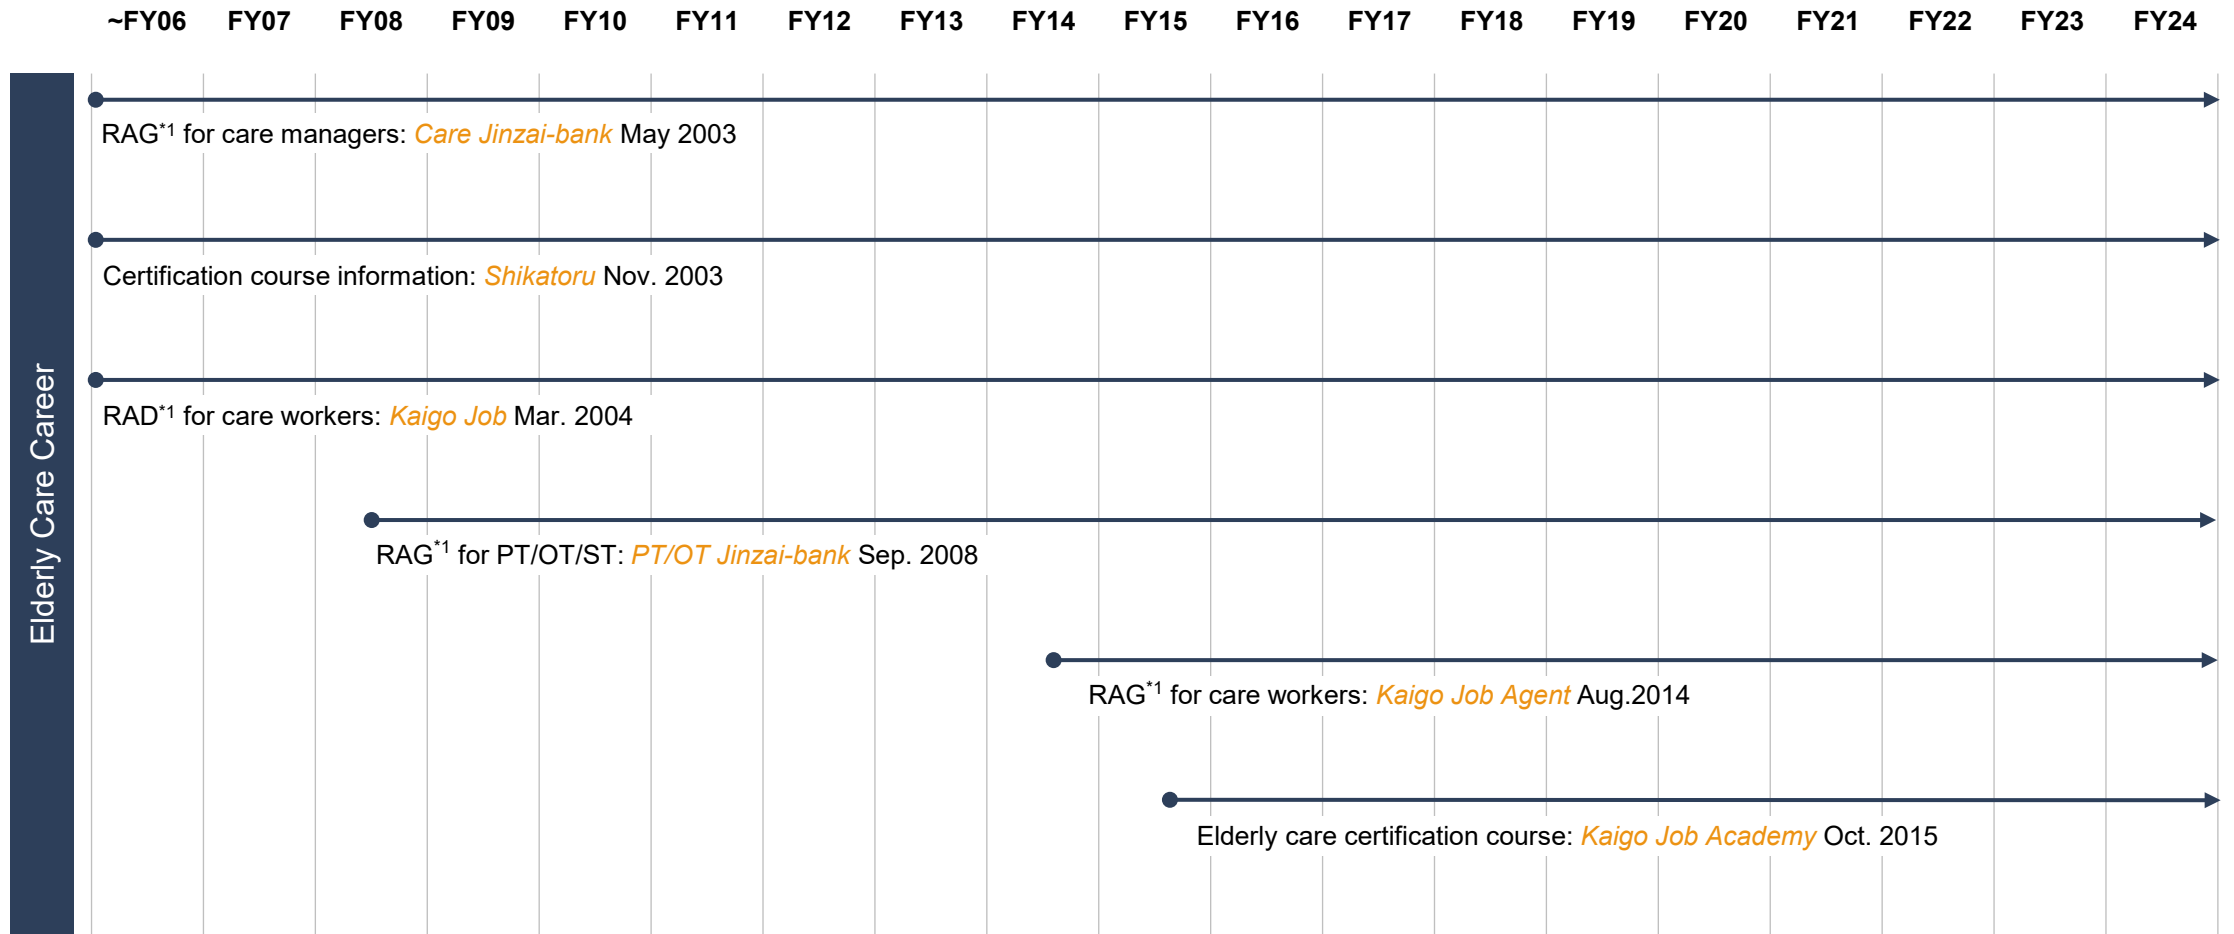 ~FY06 FY07 FY08 FY09 FY10 FY11 FY12 FY13 FY14 FY15 FY16 FY17 FY18 FY19 FY20 FY21 FY22 FY23 FY24
Elderly Care Career
RAG*1 for care managers: Care Jinzai-bank May 2003
Certification course information: Shikatoru Nov. 2003
RAD*1 for care workers: Kaigo Job Mar. 2004
RAG*1 for PT/OT/ST: PT/OT Jinzai-bank Sep. 2008
RAG*1 for care workers: Kaigo Job Agent Aug.2014
Elderly care certification course: Kaigo Job Academy Oct. 2015